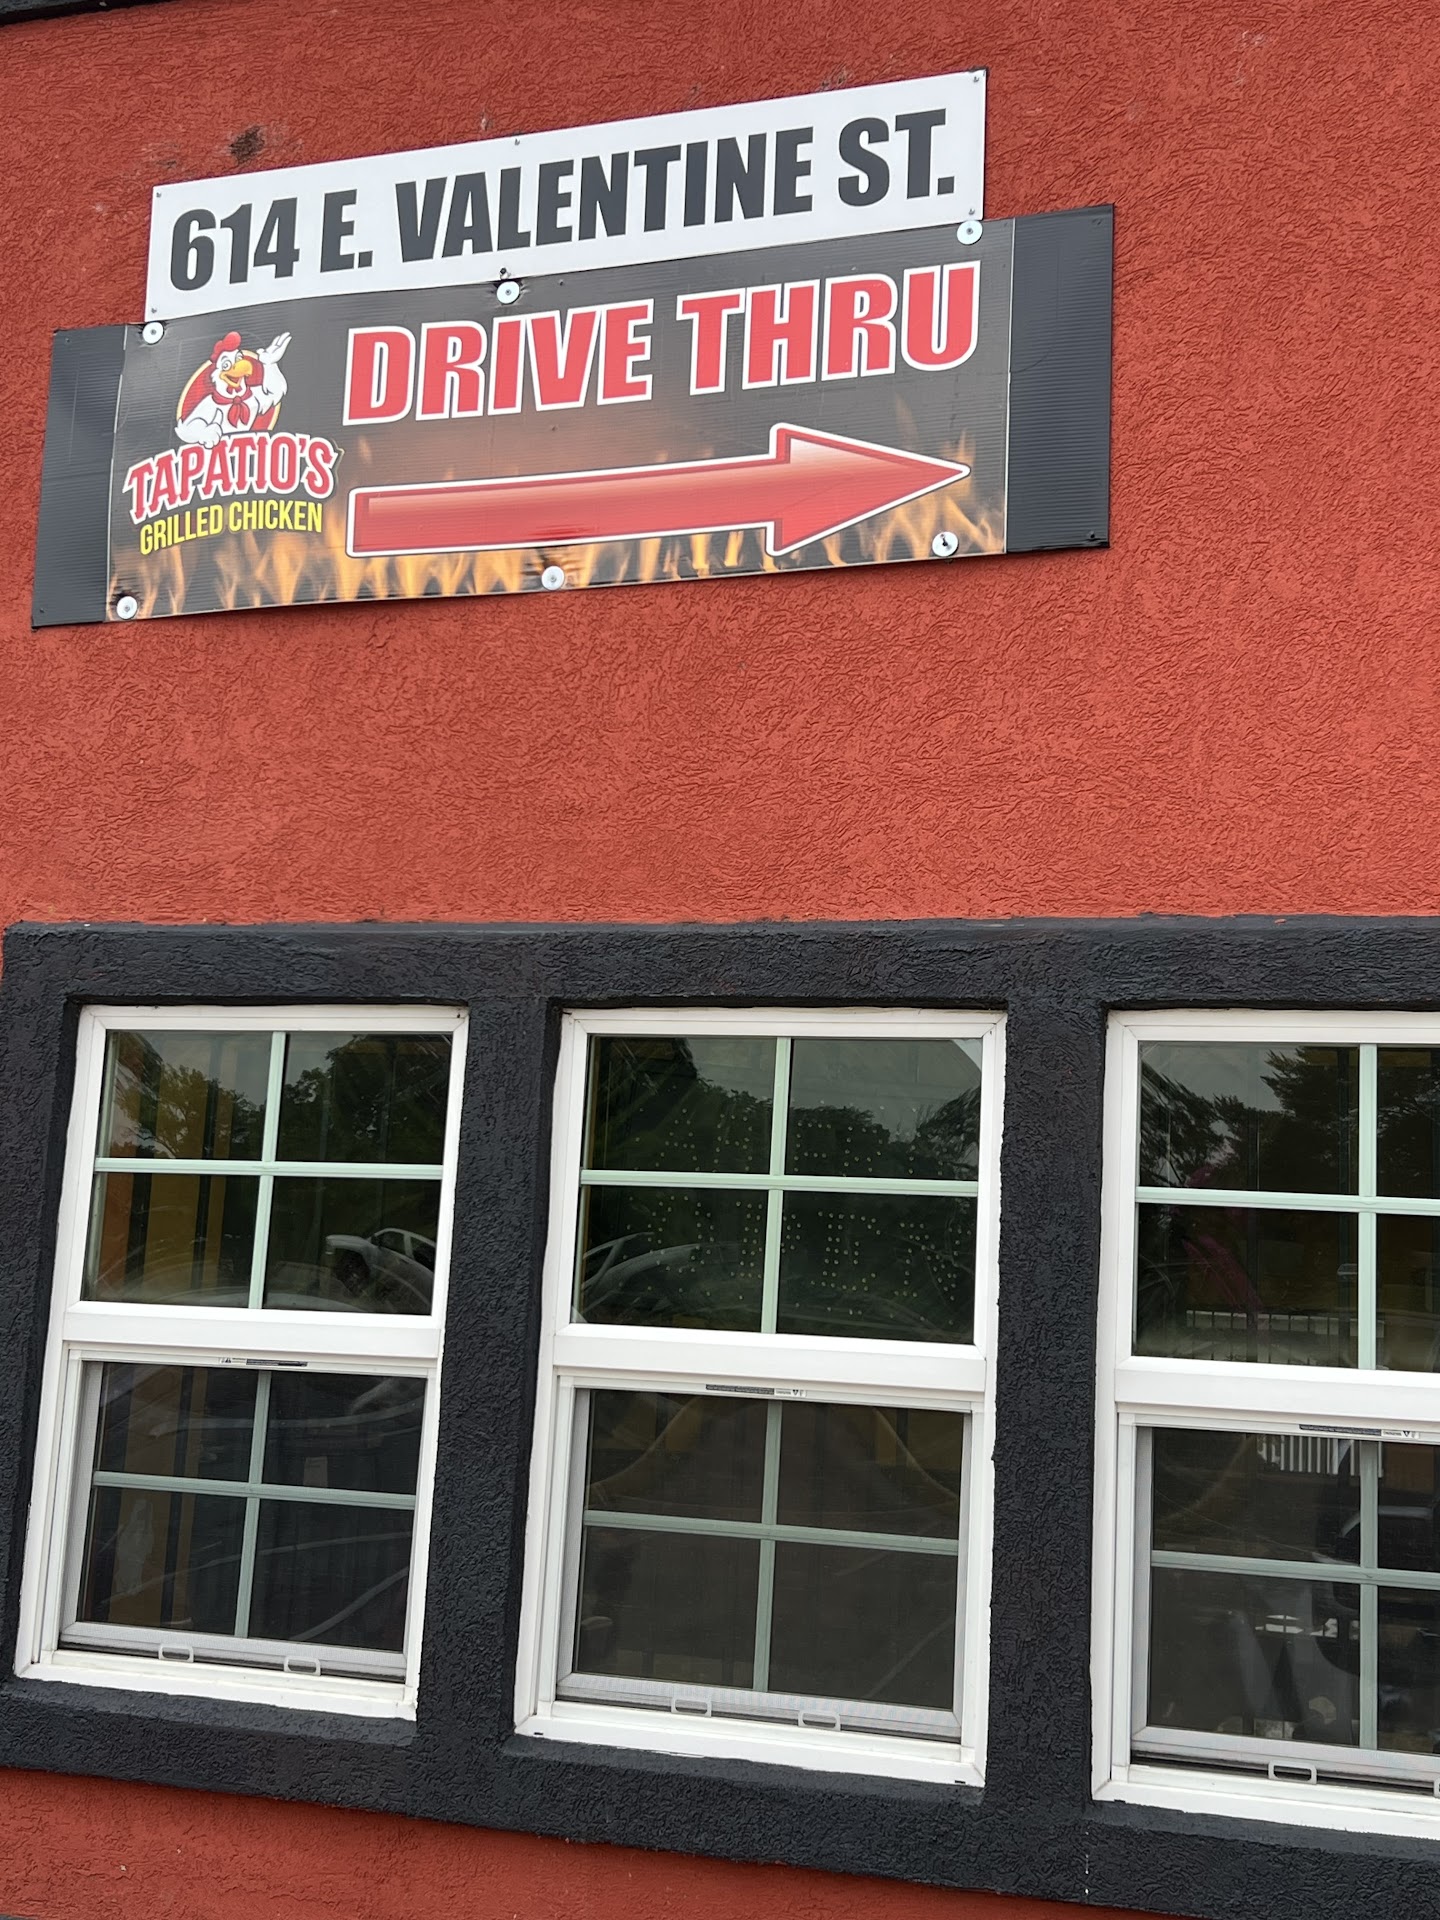 614 E. VALENTINE ST.
DRIVE THRU
TAPATIO'S
GRILLED CHICKEN